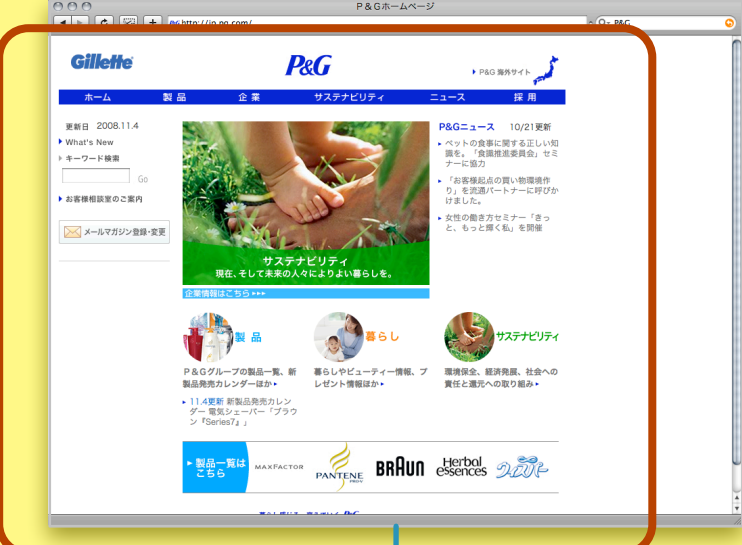 P&Gホームページ
http://jp.pg.com/
P&G
Gillette
P&G
P&G 海外サイト
ホーム 製品 企業 サステナビリティ ニュース 採用
更新日 2008.11.4
What's New
キーワード検索
Go
お客様相談室のご案内
メールマガジン登録・変更
サステナビリティ
現在、そして未来の人々によりよい暮らしを。
企業情報はこちら
P&Gニュース 10/21更新
ペットの食事に関する正しい知
識を。「食識推進委員会」セミ
ナーに協力
「お客様起点の買い物環境作
り」を流通パートナーに呼びか
けました。
女性の働き方セミナー「きっ
と、もっと輝く私」を開催
製品
P&Gグループの製品一覧、新
製品発売カレンダーほか
11.4更新 新製品発売カレン
ダー 電気シェーバー「ブラウ
ン『Series7』」
暮らし
暮らしやビューティー情報、プ
レゼント情報ほか
サステナビリティ
環境保全、経済発展、社会への
責任と還元への取り組み
製品一覧は
こちら
MAXFACTOR
PANTENE
PRO-V
BRAUN
Herbal
essences
ウィスパー